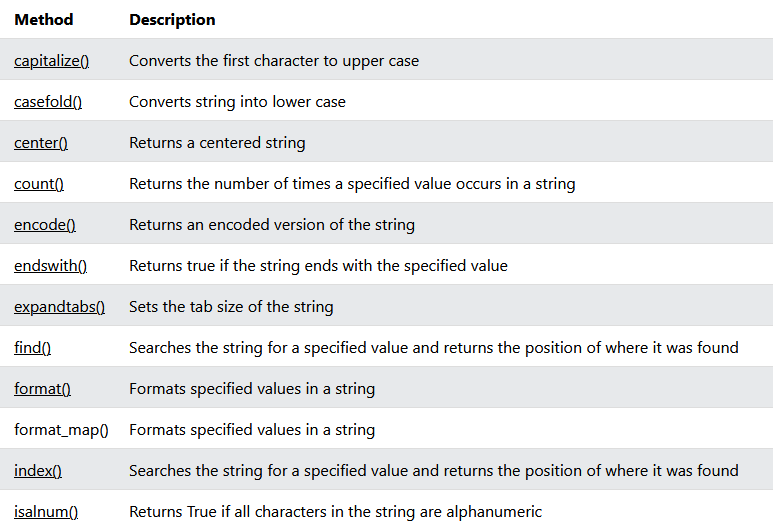 Method Description
capitalize() Converts the first character to upper case
casefold() Converts string into lower case
center() Returns a centered string
count() Returns the number of times a specified value occurs in a string
encode() Returns an encoded version of the string
endswith() Returns true if the string ends with the specified value
expandtabs() Sets the tab size of the string
find() Searches the string for a specified value and returns the position of where it was found
format() Formats specified values in a string
format_map() Formats specified values in a string
index() Searches the string for a specified value and returns the position of where it was found
isalnum() Returns True if all characters in the string are alphanumeric